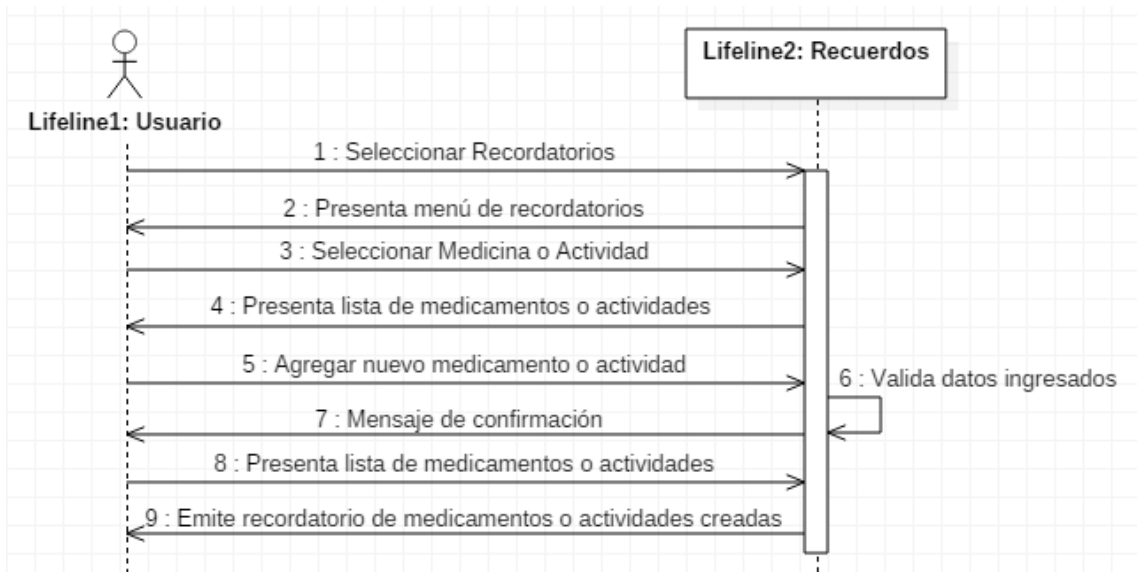 Lifeline2: Recuerdos
Lifeline1: Usuario
1 : Seleccionar Recordatorios
2 : Presenta menú de recordatorios
3 : Seleccionar Medicina o Actividad
4 : Presenta lista de medicamentos o actividades
5 : Agregar nuevo medicamento o actividad
6 : Valida datos ingresados
7 : Mensaje de confirmación
8 : Presenta lista de medicamentos o actividades
9 : Emite recordatorio de medicamentos o actividades creadas